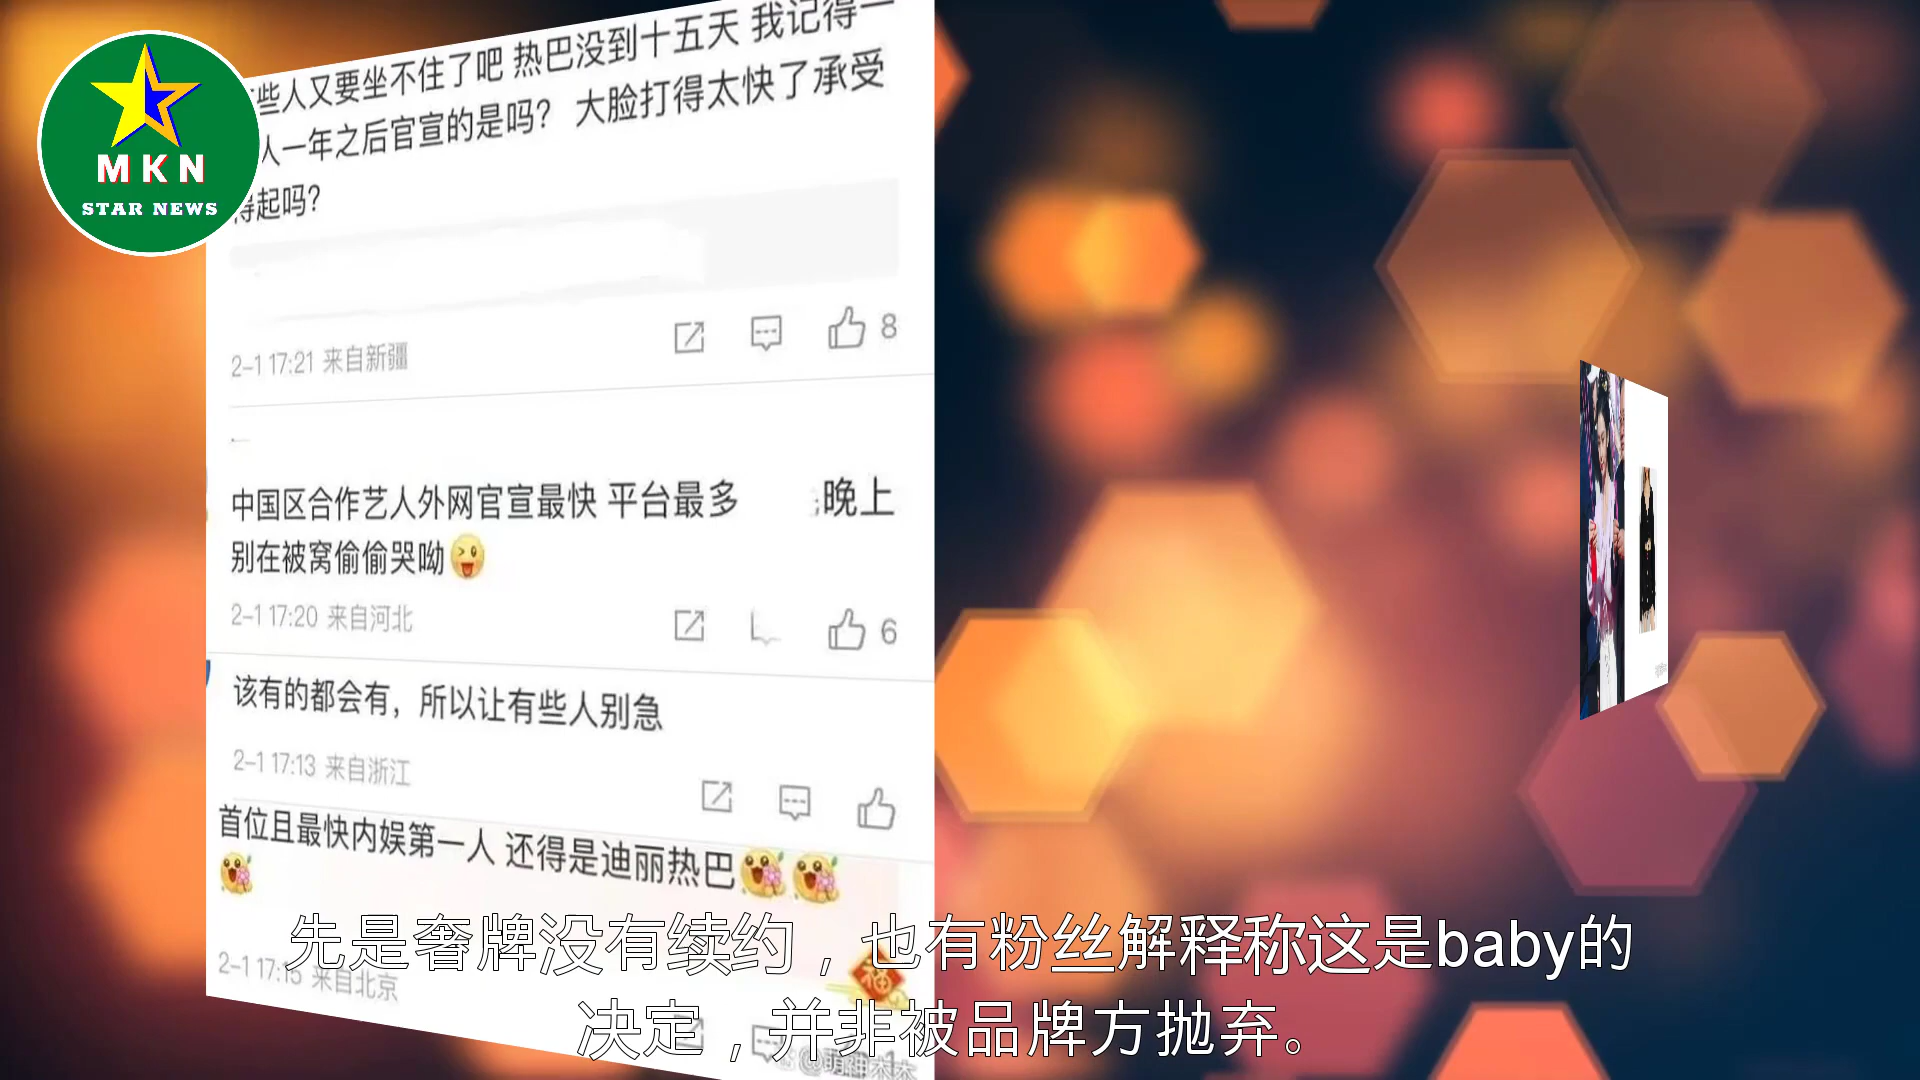 些人又要坐不住了吧 热巴没到十五天 我记得一
人一年之后官宣的是吗? 大脸打得太快了承受
得起吗?
2-1 17:21 来自新疆
8
中国区合作艺人外网官宣最快 平台最多 晚上
别在被窝偷偷哭呦
2-1 17:20 来自河北
6
该有的都会有，所以让有些人别急
2-1 17:13 来自浙江
首位且最快内娱第一人 还得是迪丽热巴
2-1 17:15 来自北京
福
MKN
STAR NEWS
先是奢牌没有续约，也有粉丝解释称这是baby的
决定，并非被品牌方抛弃。